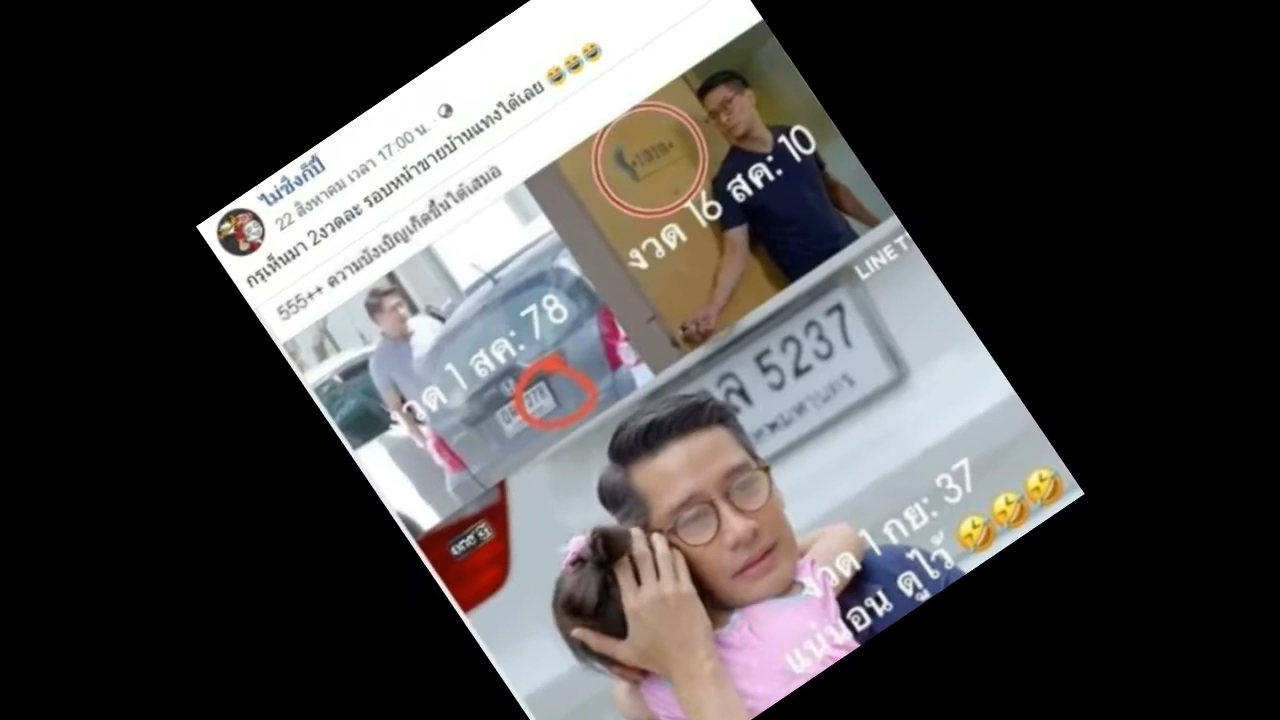 ไม่ซิ่งก็ปี้
22 สิงหาคม เวลา 17:00 น.
กรุเห็นมา 2งวดละ รอบหน้าขายบ้านแทงได้เลย 😂😂😂
555++ ความบังเบิญเกิดขึ้นได้เสมอ
1010
งวด 16 สค: 10
LINE T
งวด 1 สค: 78
278
ล 5237
งวด 1 กย: 37
แน่นอน ดูไว้ 🤣🤣🤣